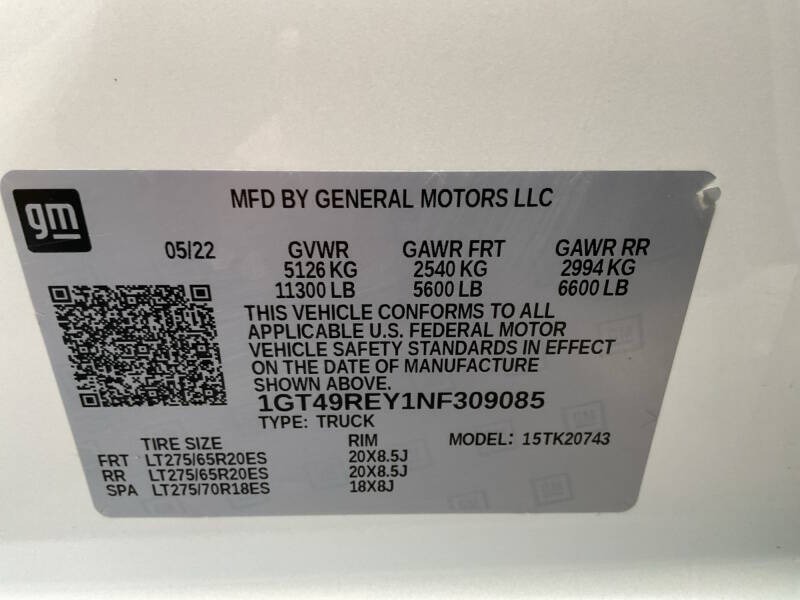 gm
MFD BY GENERAL MOTORS LLC
05/22 GVWR GAWR FRT GAWR RR
5126 KG 2540 KG 2994 KG
11300 LB 5600 LB 6600 LB
THIS VEHICLE CONFORMS TO ALL
APPLICABLE U.S. FEDERAL MOTOR
VEHICLE SAFETY STANDARDS IN EFFECT
ON THE DATE OF MANUFACTURE
SHOWN ABOVE.
1GT49REY1NF309085
TYPE: TRUCK
TIRE SIZE RIM MODEL: 15TK20743
FRT LT275/65R20ES 20X8.5J
RR LT275/65R20ES 20X8.5J
SPA LT275/70R18ES 18X8J